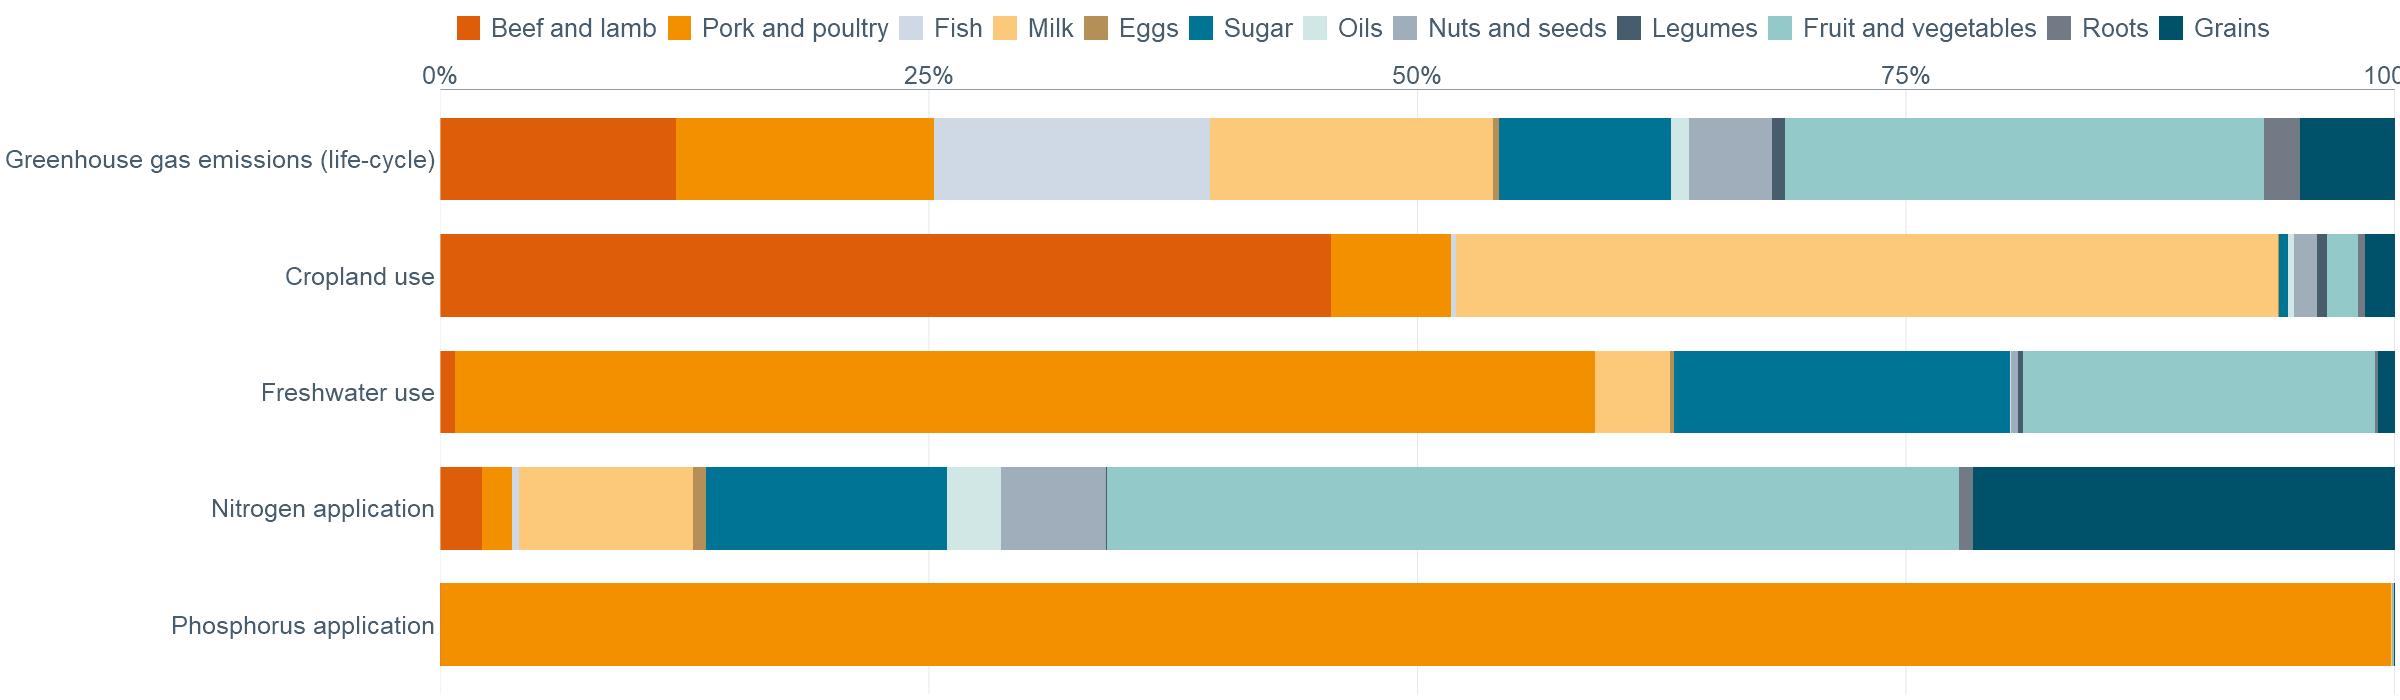 Beef and lamb Pork and poultry Fish Milk Eggs Sugar Oils Nuts and seeds Legumes Fruit and vegetables Roots Grains
0% 25% 50% 75% 100
Greenhouse gas emissions (life-cycle)
Cropland use
Freshwater use
Nitrogen application
Phosphorus application